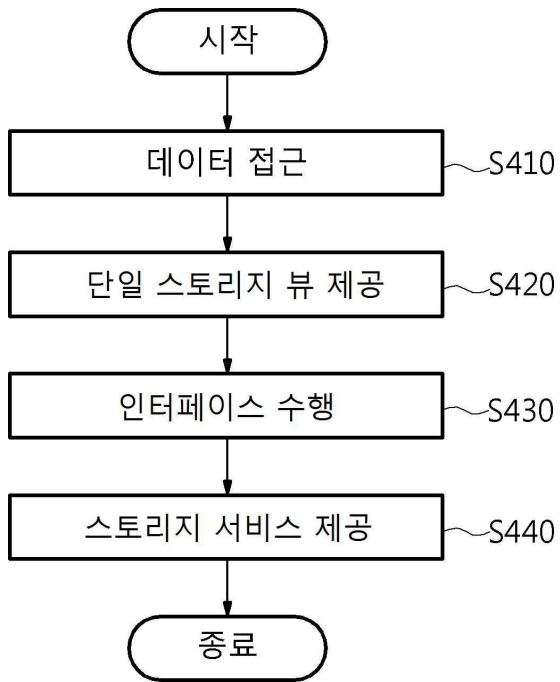 시작
데이터 접근
S410
단일 스토리지 뷰 제공
S420
인터페이스 수행
S430
스토리지 서비스 제공
S440
종료